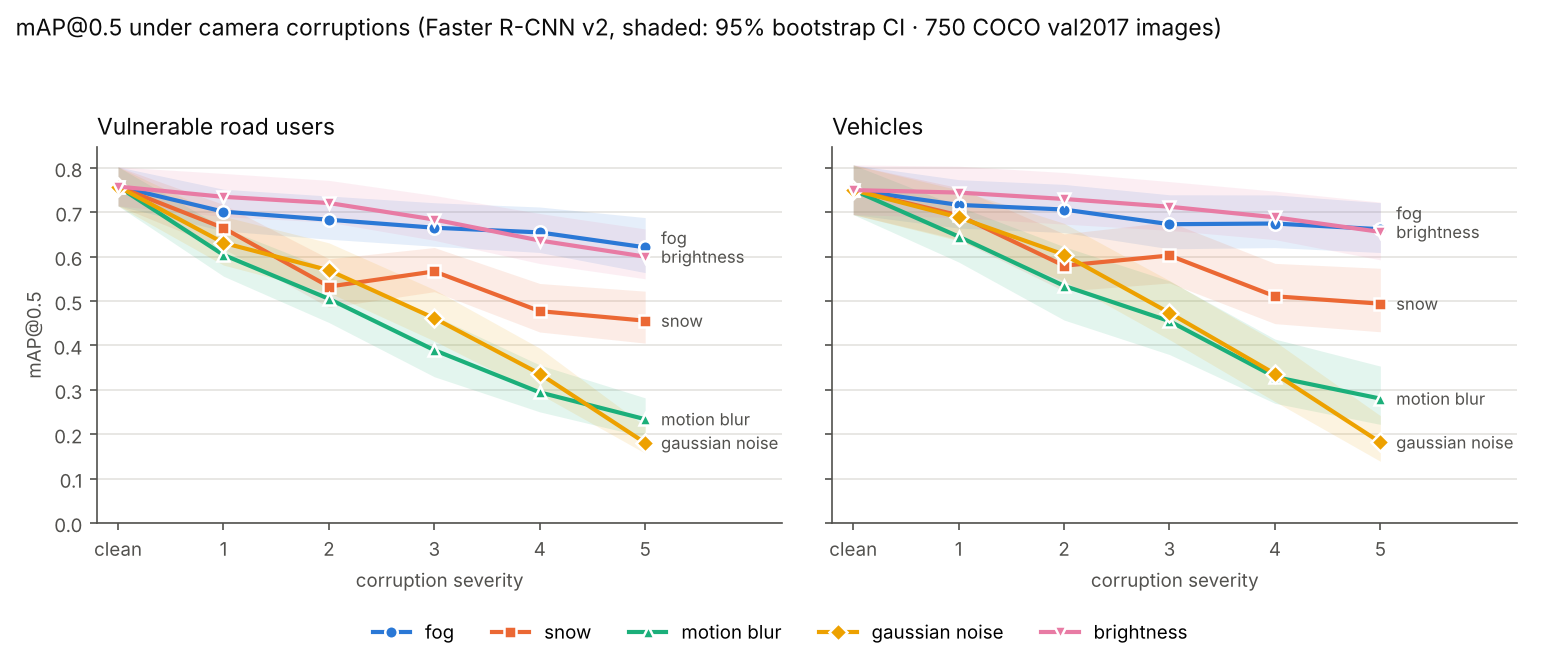 mAP@0.5 under camera corruptions (Faster R-CNN v2, shaded: 95% bootstrap CI · 750 COCO val2017 images)
Vulnerable road users
mAP@0.5
0.8
0.7
0.6
0.5
0.4
0.3
0.2
0.1
0.0
fog
brightness
snow
motion blur
gaussian noise
clean 1 2 3 4 5
corruption severity
Vehicles
fog
brightness
snow
motion blur
gaussian noise
clean 1 2 3 4 5
corruption severity
fog snow motion blur gaussian noise brightness